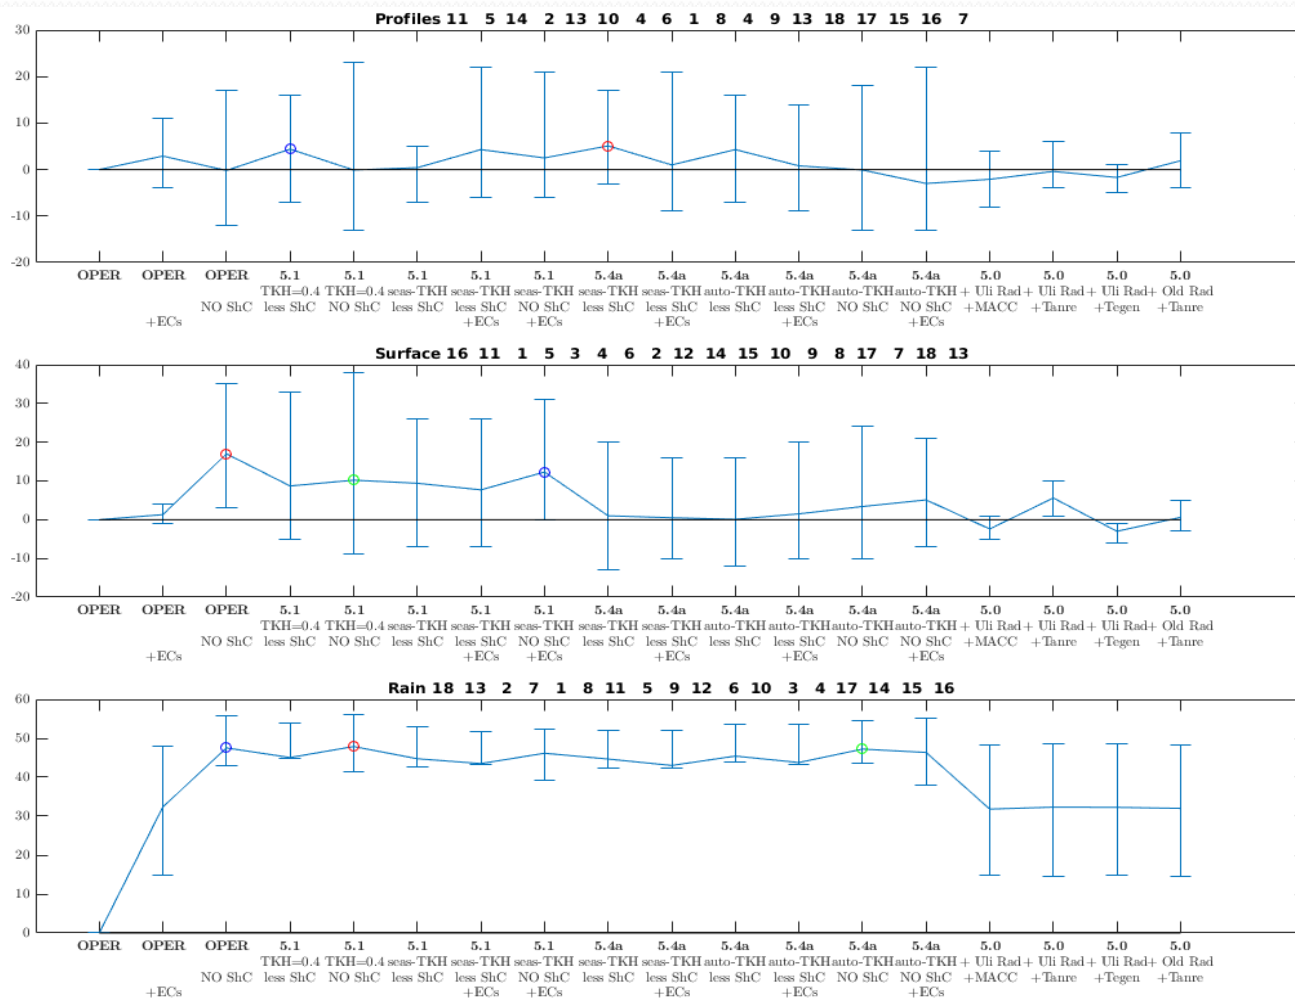 Profiles 11 5 14 2 13 10 4 6 1 8 4 9 13 18 17 15 16 7
30
20
10
0
-10
-20
OPER OPER OPER 5.1 5.1 5.1 5.1 5.1 5.4a 5.4a 5.4a 5.4a 5.4a 5.4a 5.0 5.0 5.0 5.0
TKH=0.4 TKH=0.4 seas-TKH seas-TKH seas-TKH seas-TKH seas-TKH auto-TKH auto-TKH auto-TKH auto-TKH + Uli Rad + Uli Rad + Uli Rad + Old Rad
NO ShC less ShC NO ShC less ShC less ShC NO ShC less ShC less ShC less ShC less ShC NO ShC NO ShC +MACC +Tanre +Tegen +Tanre
+ECs +ECs +ECs +ECs +ECs +ECs
Surface 16 11 1 5 3 4 6 2 12 14 15 10 9 8 17 7 18 13
40
30
20
10
0
-10
-20
OPER OPER OPER 5.1 5.1 5.1 5.1 5.1 5.4a 5.4a 5.4a 5.4a 5.4a 5.4a 5.0 5.0 5.0 5.0
TKH=0.4 TKH=0.4 seas-TKH seas-TKH seas-TKH seas-TKH seas-TKH auto-TKH auto-TKH auto-TKH auto-TKH + Uli Rad + Uli Rad + Uli Rad + Old Rad
NO ShC less ShC NO ShC less ShC less ShC NO ShC less ShC less ShC less ShC less ShC NO ShC NO ShC +MACC +Tanre +Tegen +Tanre
+ECs +ECs +ECs +ECs +ECs +ECs
Rain 18 13 2 7 1 8 11 5 9 12 6 10 3 4 17 14 15 16
60
50
40
30
20
10
0
OPER OPER OPER 5.1 5.1 5.1 5.1 5.1 5.4a 5.4a 5.4a 5.4a 5.4a 5.4a 5.0 5.0 5.0 5.0
TKH=0.4 TKH=0.4 seas-TKH seas-TKH seas-TKH seas-TKH seas-TKH auto-TKH auto-TKH auto-TKH auto-TKH + Uli Rad + Uli Rad + Uli Rad + Old Rad
NO ShC less ShC NO ShC less ShC less ShC NO ShC less ShC less ShC less ShC less ShC NO ShC NO ShC +MACC +Tanre +Tegen +Tanre
+ECs +ECs +ECs +ECs +ECs +ECs